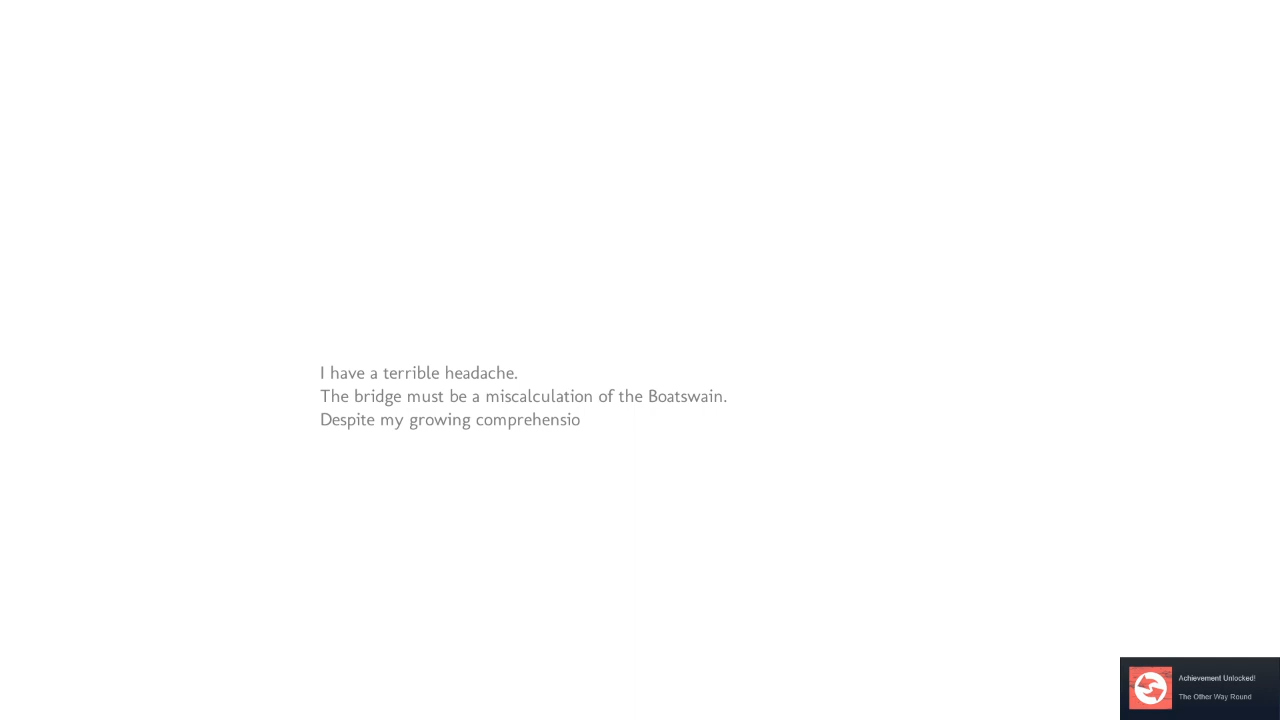 I have a terrible headache.
The bridge must be a miscalculation of the Boatswain.
Despite my growing comprehensio
Achievement Unlocked!
The Other Way Round